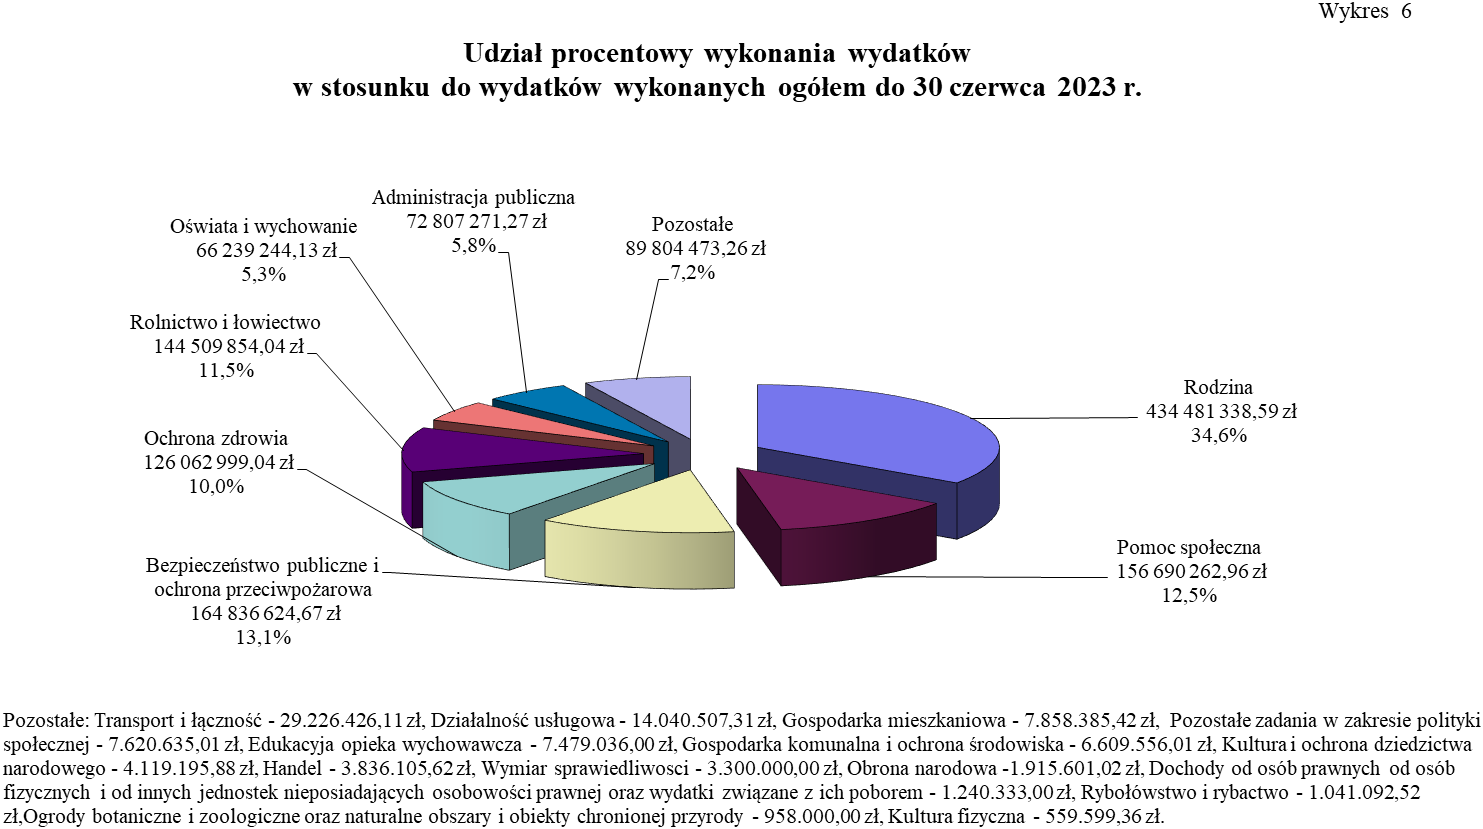 Wykres 6
Udział procentowy wykonania wydatków
w stosunku do wydatków wykonanych ogółem do 30 czerwca 2023 r.
Administracja publiczna
72 807 271,27 zł
5,8%
Oświata i wychowanie
66 239 244,13 zł
5,3%
Pozostałe
89 804 473,26 zł
7,2%
Rolnictwo i łowiectwo
144 509 854,04 zł
11,5%
Rodzina
434 481 338,59 zł
34,6%
Ochrona zdrowia
126 062 999,04 zł
10,0%
Pomoc społeczna
156 690 262,96 zł
12,5%
Bezpieczeństwo publiczne i
ochrona przeciwpożarowa
164 836 624,67 zł
13,1%
Pozostałe: Transport i łączność - 29.226.426,11 zł, Działalność usługowa - 14.040.507,31 zł, Gospodarka mieszkaniowa - 7.858.385,42 zł, Pozostałe zadania w zakresie polityki
społecznej - 7.620.635,01 zł, Edukacyja opieka wychowawcza - 7.479.036,00 zł, Gospodarka komunalna i ochrona środowiska - 6.609.556,01 zł, Kultura i ochrona dziedzictwa
narodowego - 4.119.195,88 zł, Handel - 3.836.105,62 zł, Wymiar sprawiedliwosci - 3.300.000,00 zł, Obrona narodowa -1.915.601,02 zł, Dochody od osób prawnych od osób
fizycznych i od innych jednostek nieposiadających osobowości prawnej oraz wydatki związane z ich poborem - 1.240.333,00 zł, Rybołówstwo i rybactwo - 1.041.092,52
zł,Ogrody botaniczne i zoologiczne oraz naturalne obszary i obiekty chronionej przyrody - 958.000,00 zł, Kultura fizyczna - 559.599,36 zł.